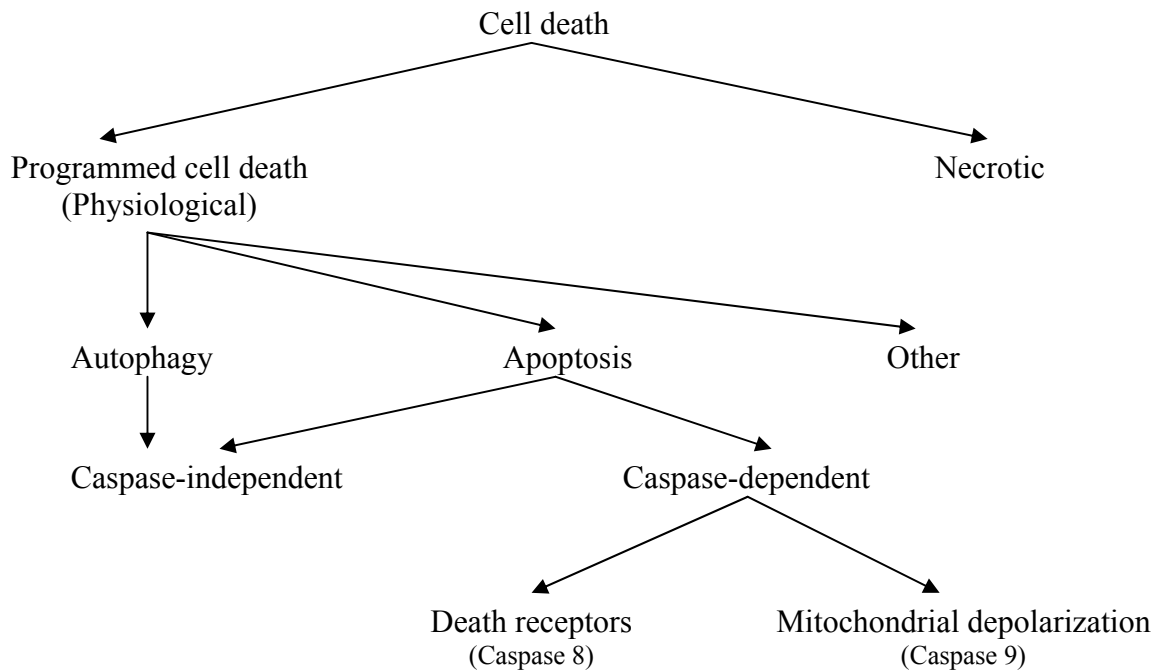 Cell death
Programmed cell death
(Physiological)
Necrotic
Autophagy
Apoptosis
Other
Caspase-independent
Caspase-dependent
Death receptors
(Caspase 8)
Mitochondrial depolarization
(Caspase 9)